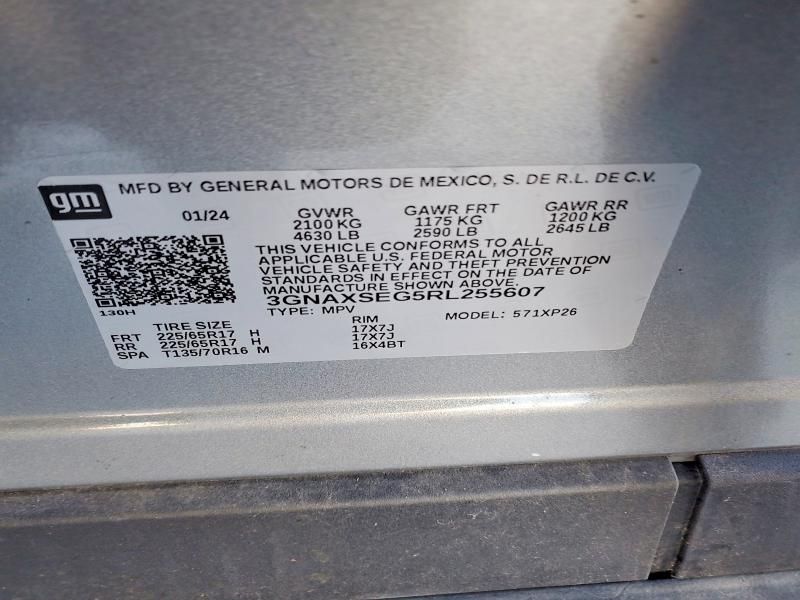 gm
MFD BY GENERAL MOTORS DE MEXICO, S. DE R.L. DE C.V.
01/24 GVWR GAWR FRT GAWR RR
2100 KG 1175 KG 1200 KG
4630 LB 2590 LB 2645 LB
THIS VEHICLE CONFORMS TO ALL
APPLICABLE U.S. FEDERAL MOTOR
VEHICLE SAFETY AND THEFT PREVENTION
STANDARDS IN EFFECT ON THE DATE OF
MANUFACTURE SHOWN ABOVE.
3GNAXSEG5RL255607
130H
TYPE: MPV MODEL: 571XP26
TIRE SIZE RIM
FRT 225/65R17 H 17X7J
RR 225/65R17 H 17X7J
SPA T135/70R16 M 16X4BT